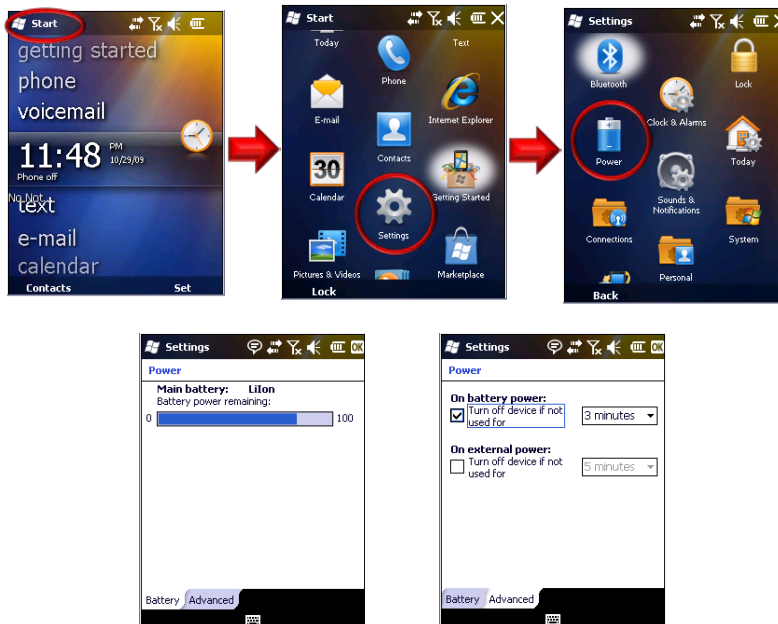 Start
getting started
phone
voicemail
11:48 PM
10/29/09
Phone off
No Not
text
e-mail
calendar
Contacts Set
Start
Today Phone Text
E-mail Contacts Internet Explorer
30
Calendar Settings Getting Started
Pictures & Videos Marketplace
Lock
Settings
Bluetooth Clock & Alarms Lock
Power Sounds & Notifications Today
Connections Personal System
Back
Settings OK
Power
Main battery: LiIon
Battery power remaining:
0 100
Battery Advanced
Settings OK
Power
On battery power:
Turn off device if not
used for 3 minutes
On external power:
Turn off device if not
used for 5 minutes
Battery Advanced